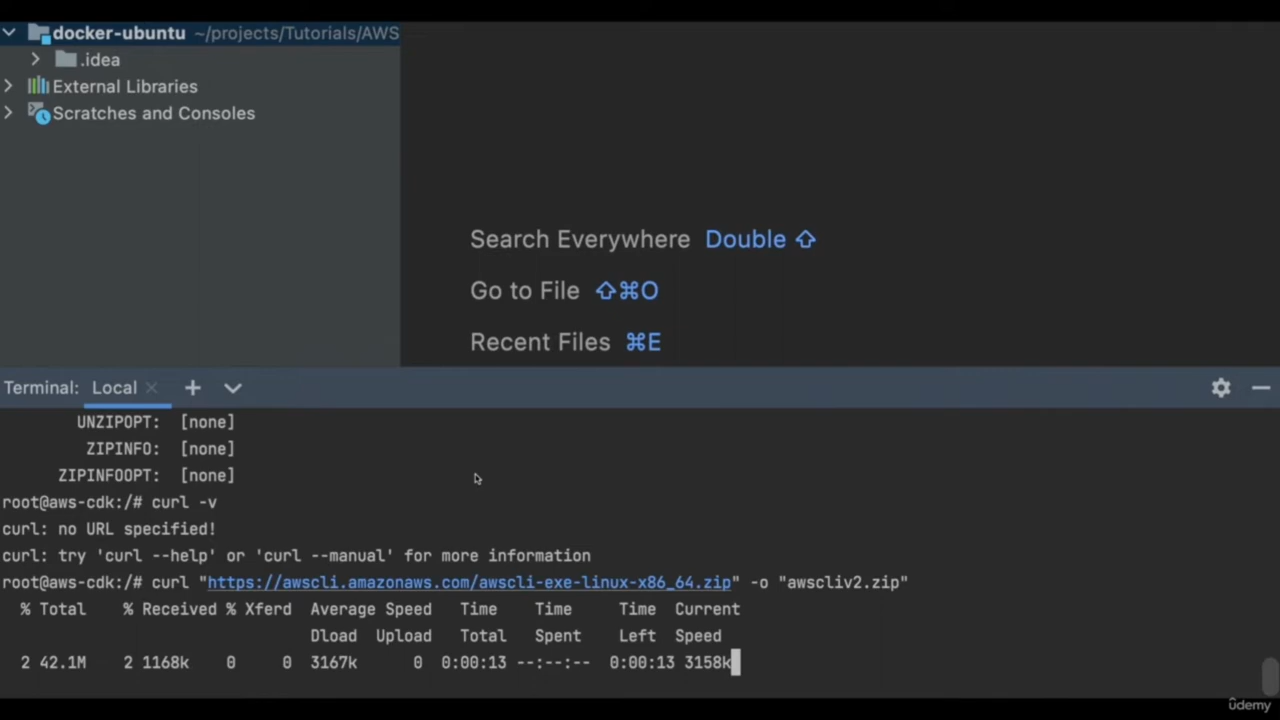 docker-ubuntu ~/projects/Tutorials/AWS
.idea
External Libraries
Scratches and Consoles
Search Everywhere Double ⇧
Go to File ⇧⌘O
Recent Files ⌘E
Terminal: Local × +
UNZIPOPT: [none]
ZIPINFO: [none]
ZIPINFOOPT: [none]
root@aws-cdk:/# curl -v
curl: no URL specified!
curl: try 'curl --help' or 'curl --manual' for more information
root@aws-cdk:/# curl "https://awscli.amazonaws.com/awscli-exe-linux-x86_64.zip" -o "awscliv2.zip"
% Total % Received % Xferd Average Speed Time Time Time Current
Dload Upload Total Spent Left Speed
2 42.1M 2 1168k 0 0 3167k 0 0:00:13 --:--:-- 0:00:13 3158k
ûdemy